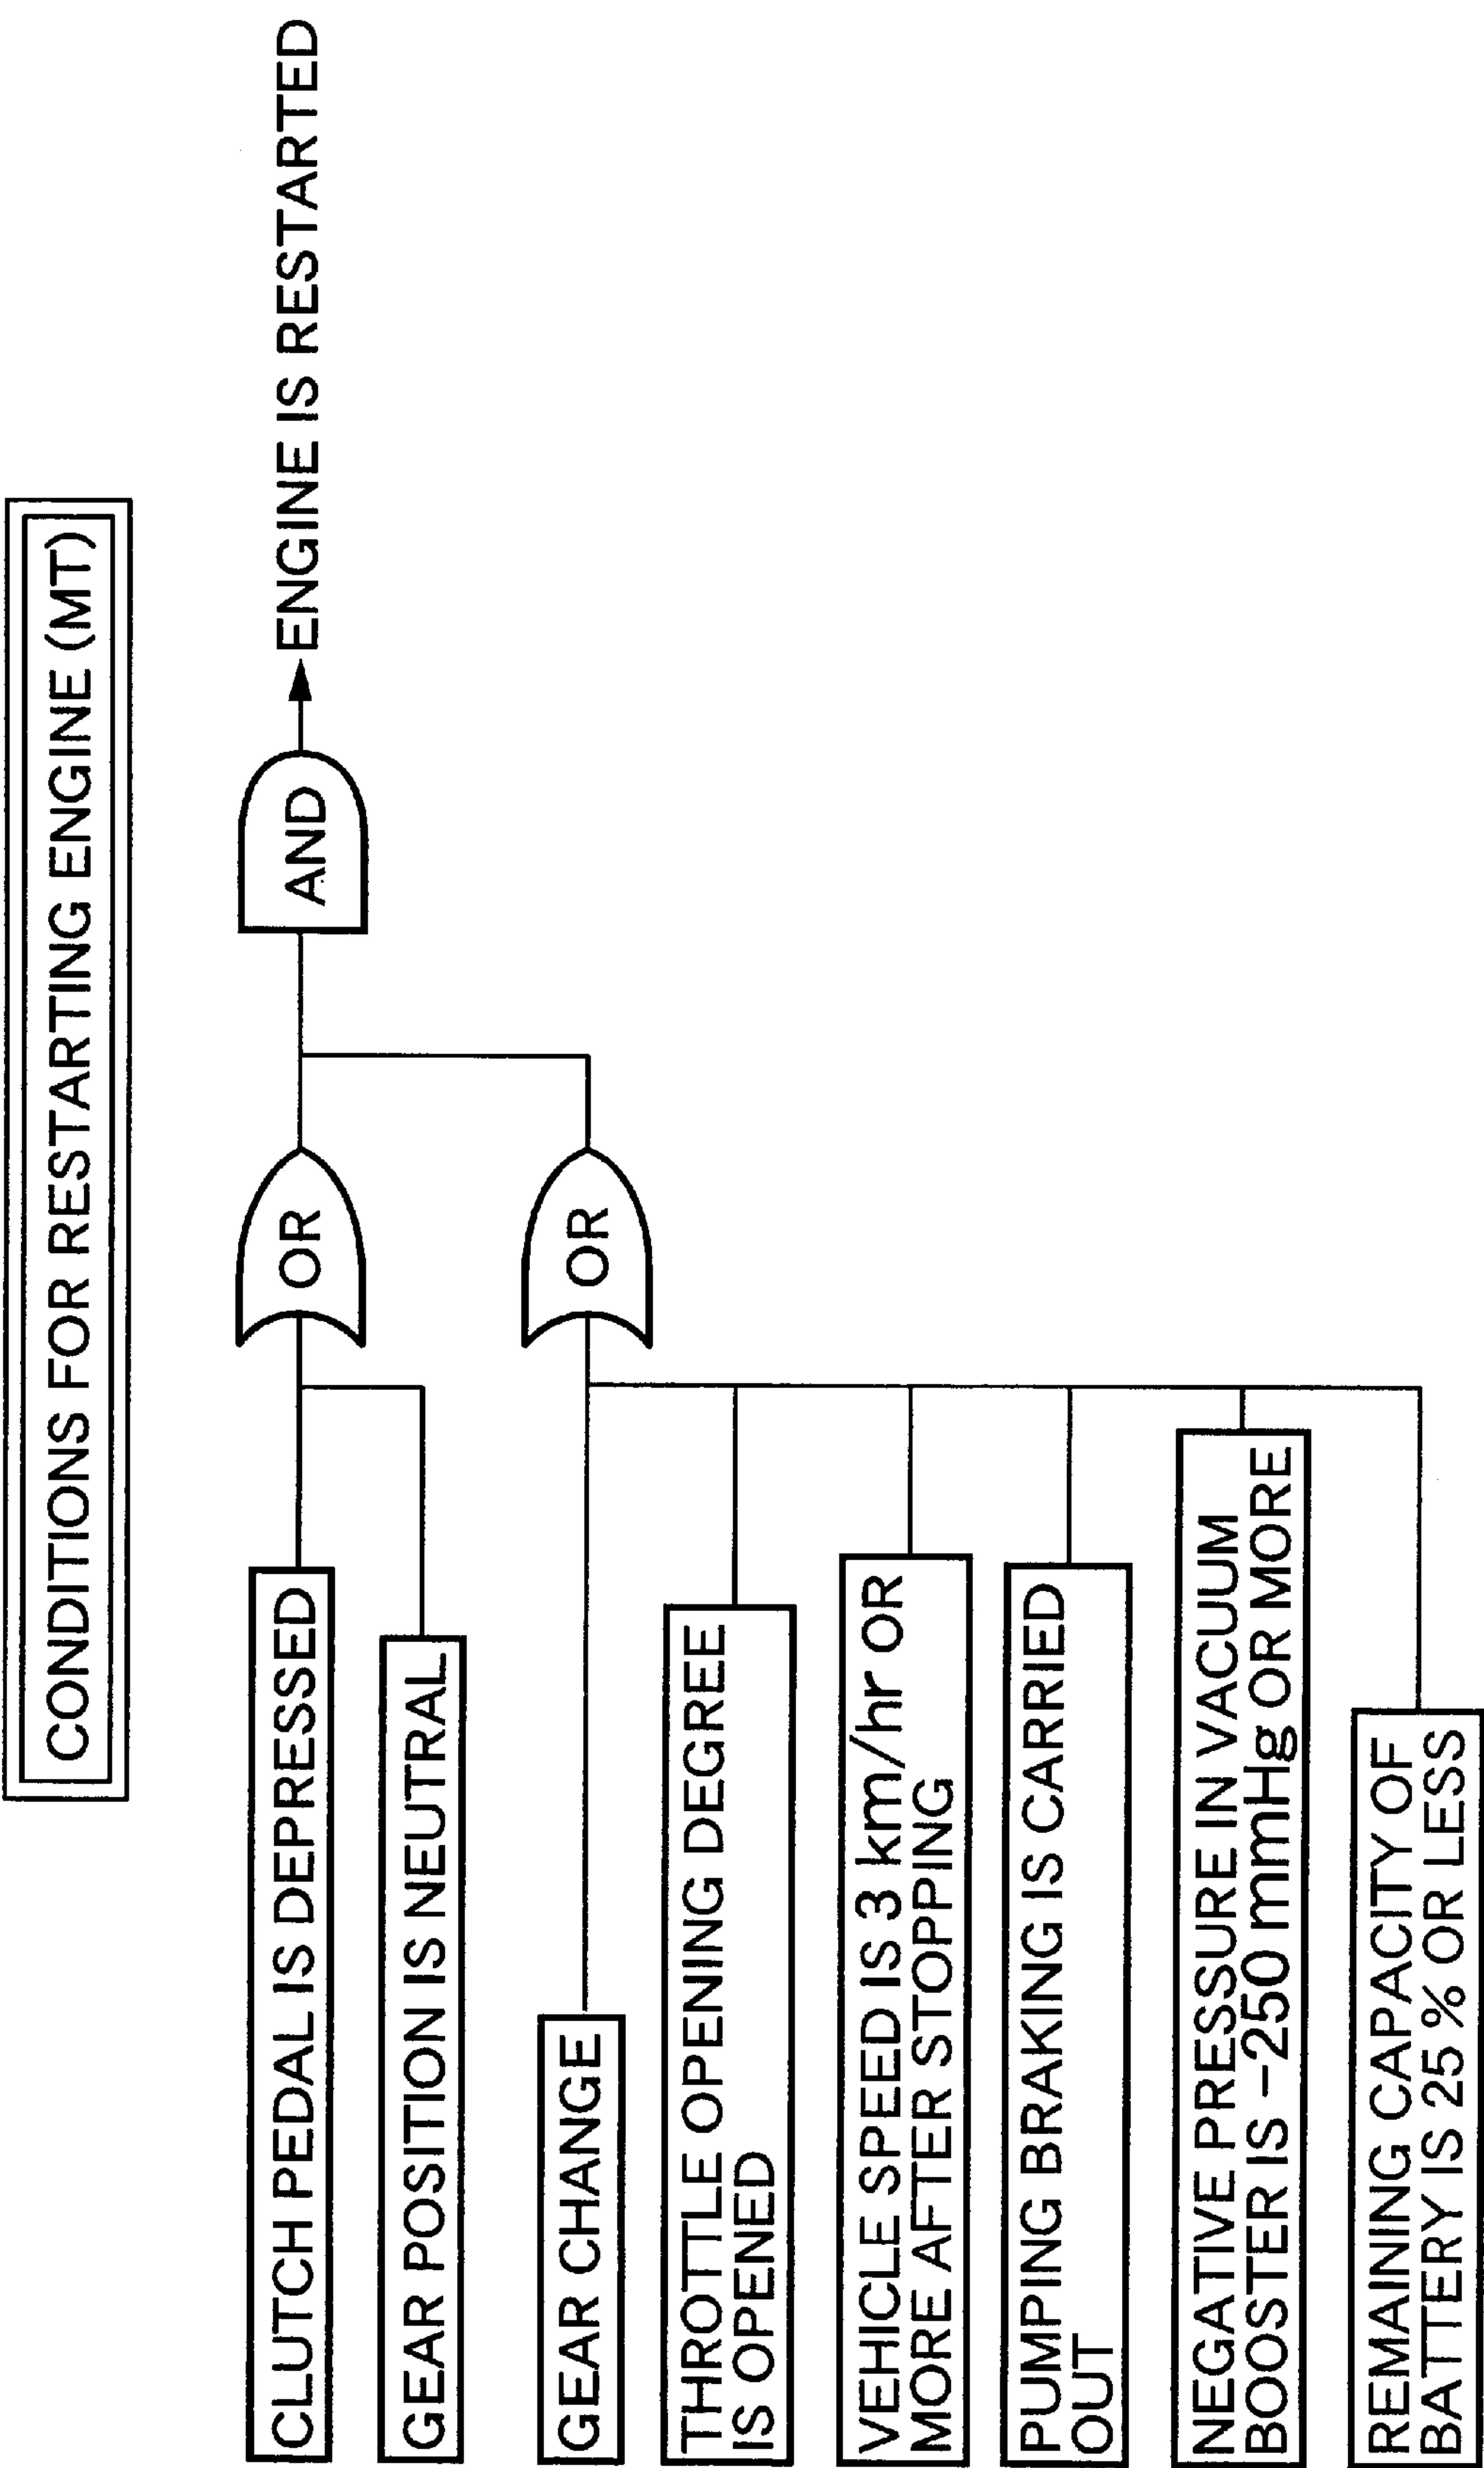 CONDITIONS FOR RESTARTING ENGINE (MT)
CLUTCH PEDAL IS DEPRESSED
GEAR POSITION IS NEUTRAL
OR
AND
ENGINE IS RESTARTED
GEAR CHANGE
THROTTLE OPENING DEGREE
IS OPENED
VEHICLE SPEED IS 3 km/hr OR
MORE AFTER STOPPING
PUMPING BRAKING IS CARRIED
OUT
NEGATIVE PRESSURE IN VACUUM
BOOSTER IS -250 mmHg OR MORE
REMAINING CAPACITY OF
BATTERY IS 25 % OR LESS
OR